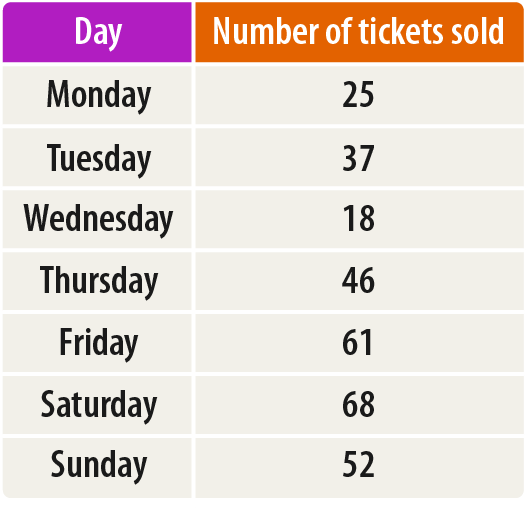 Day Number of tickets sold
Monday 25
Tuesday 37
Wednesday 18
Thursday 46
Friday 61
Saturday 68
Sunday 52